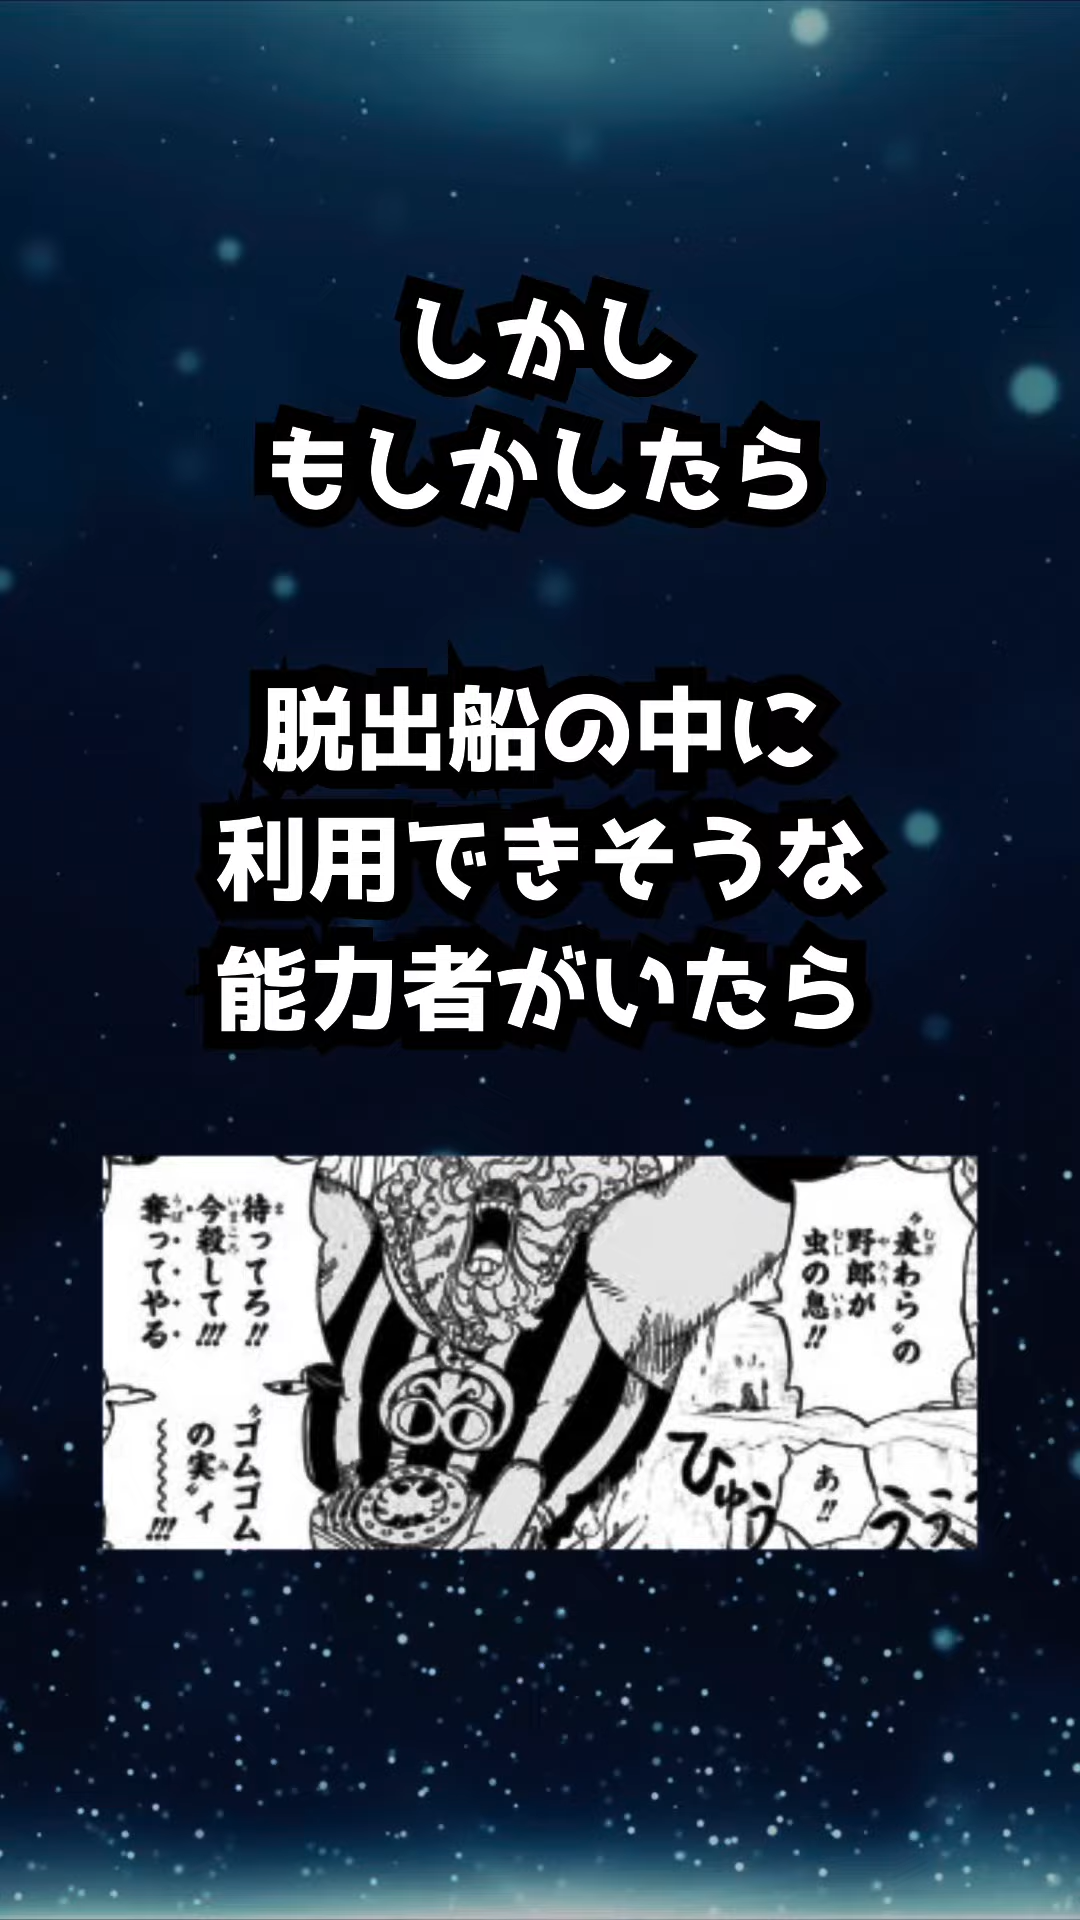 しかし
もしかしたら
脱出船の中に
利用できそうな
能力者がいたら
“麦わら”の
野郎が
虫の息!!
あ!!
ひゅううう
待ってろ!!
今殺して!!!
奪ってやる
“ゴムゴム
の実”ィ
〜〜〜!!!